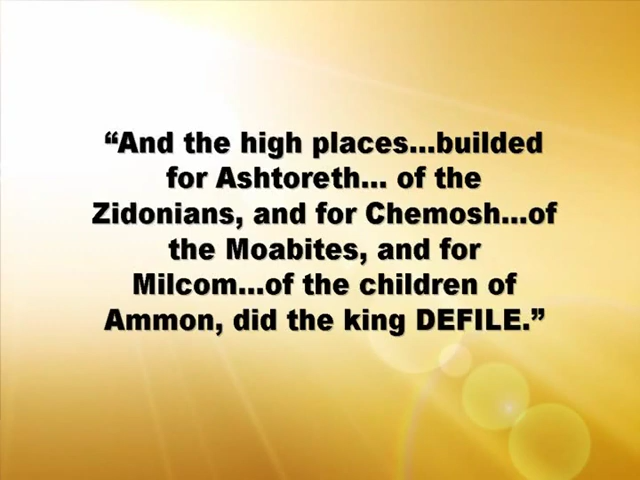 “And the high places...builded
for Ashtoreth... of the
Zidonians, and for Chemosh...of
the Moabites, and for
Milcom...of the children of
Ammon, did the king DEFILE.”